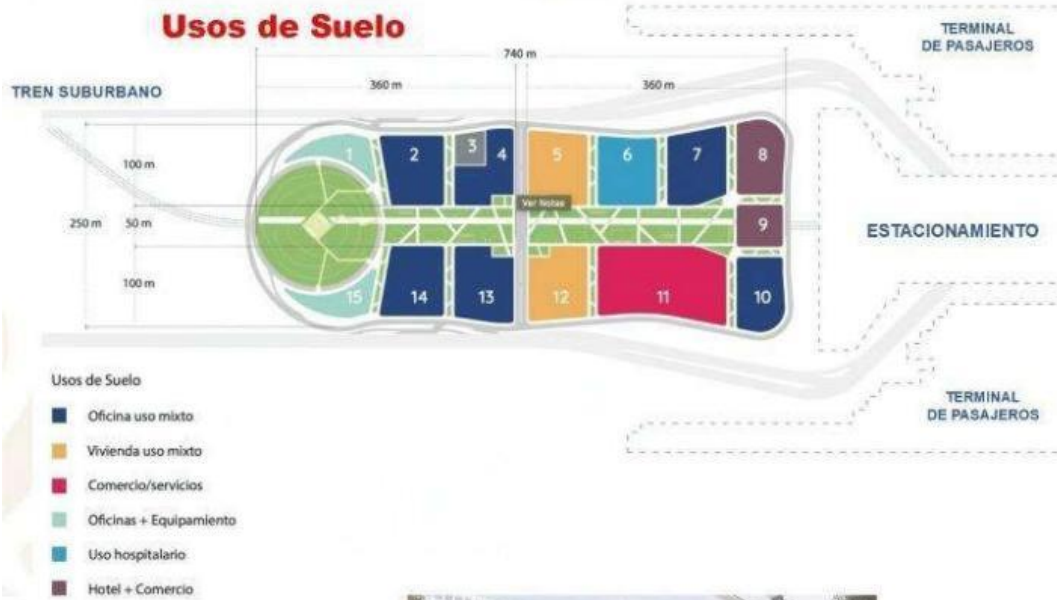 Usos de Suelo
TERMINAL
DE PASAJEROS
740 m
360 m
360 m
TREN SUBURBANO
100 m
250 m
50 m
100 m
1
2
3
4
5
6
7
8
Ver Notas
9
ESTACIONAMIENTO
15
14
13
12
11
10
Usos de Suelo
Oficina uso mixto
Vivienda uso mixto
Comercio/servicios
Oficinas + Equipamiento
Uso hospitalario
Hotel + Comercio
TERMINAL
DE PASAJEROS